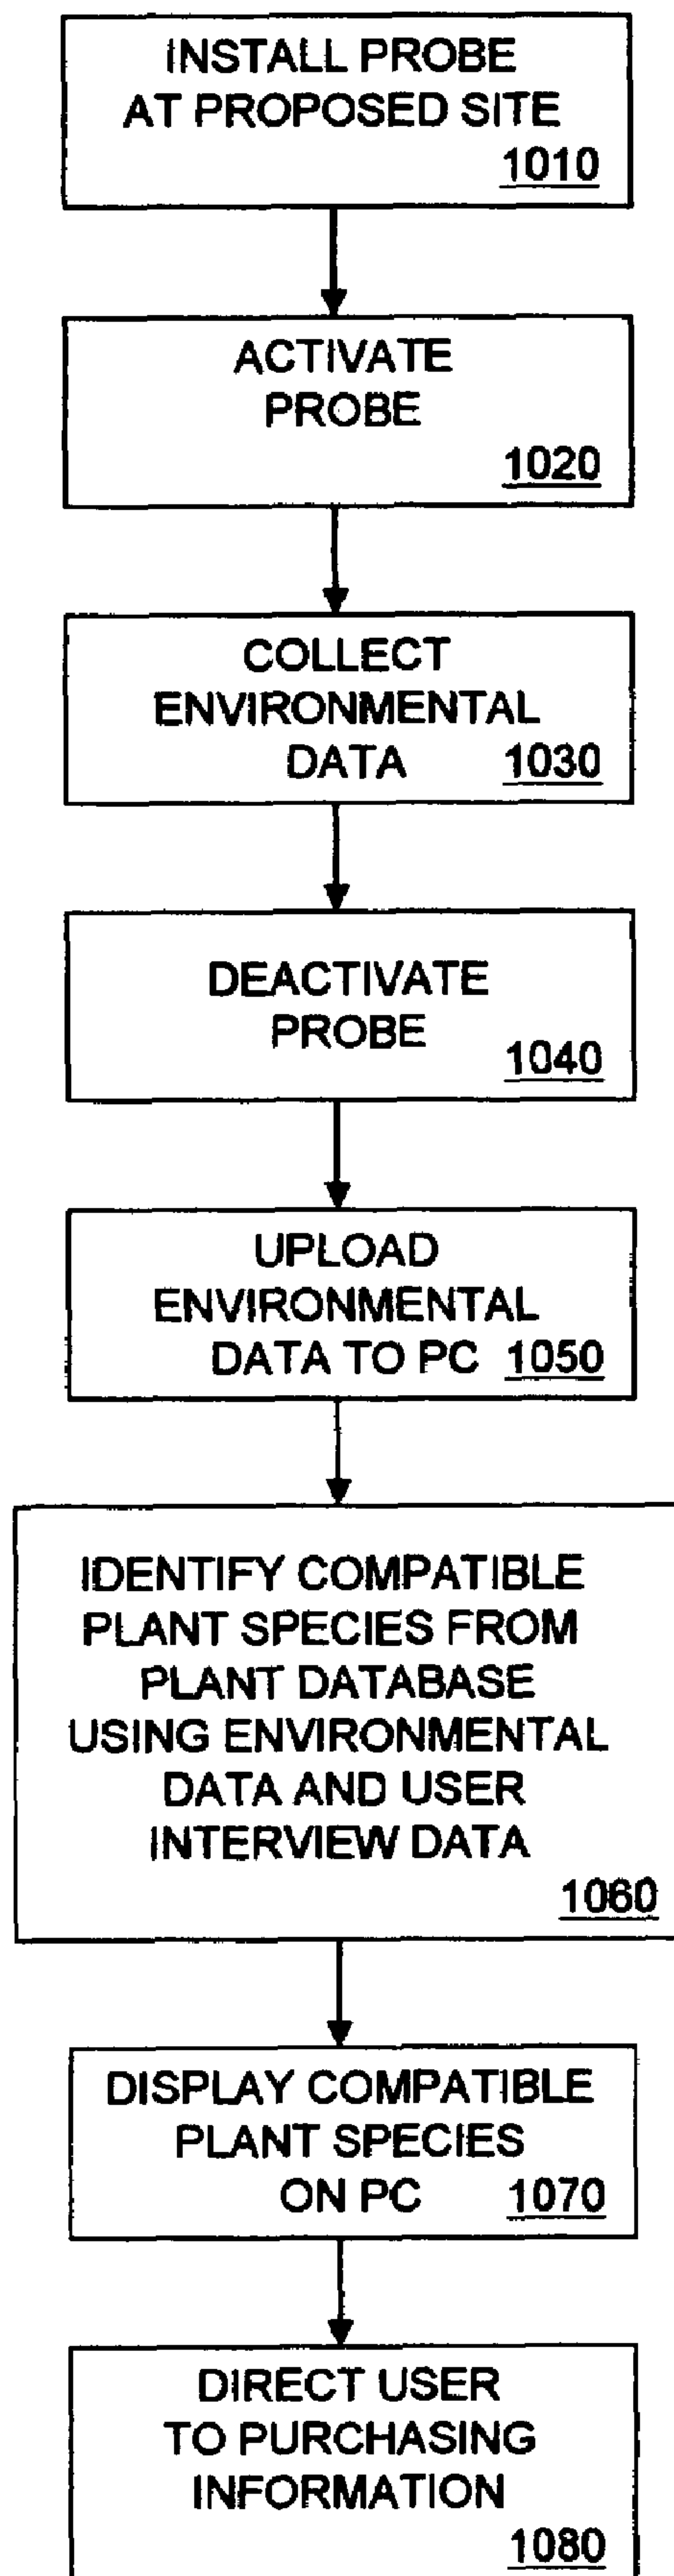 INSTALL PROBE
AT PROPOSED SITE
1010
ACTIVATE
PROBE
1020
COLLECT
ENVIRONMENTAL
DATA 1030
DEACTIVATE
PROBE
1040
UPLOAD
ENVIRONMENTAL
DATA TO PC 1050
IDENTIFY COMPATIBLE
PLANT SPECIES FROM
PLANT DATABASE
USING ENVIRONMENTAL
DATA AND USER
INTERVIEW DATA
1060
DISPLAY COMPATIBLE
PLANT SPECIES
ON PC 1070
DIRECT USER
TO PURCHASING
INFORMATION
1080